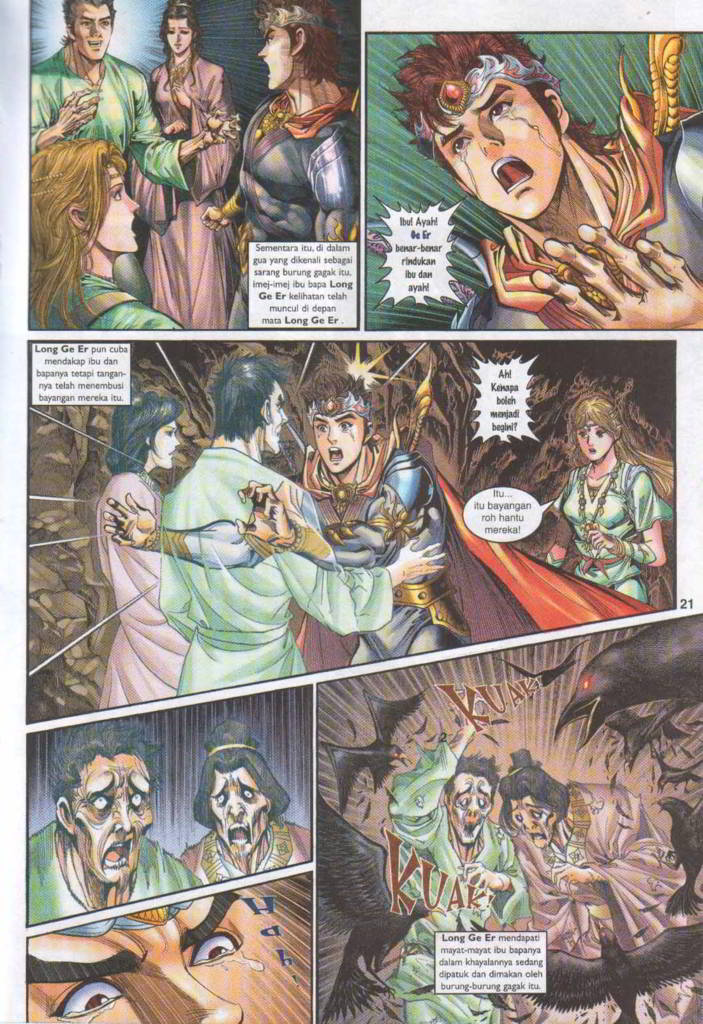 Sementara itu, di dalam
gua yang dikenali sebagai
sarang burung gagak itu,
imej-imej ibu bapa Long
Ge Er kelihatan telah
muncul di depan
mata Long Ge Er .
Ibu! Ayah!
Ge Er
benar-benar
rindukan
ibu dan
ayah!
Long Ge Er pun cuba
mendakap ibu dan
bapanya tetapi tangan-
nya telah menembusi
bayangan mereka itu.
Ah!
Kenapa
boleh
menjadi
begini?
Itu...
itu bayangan
roh hantu
mereka!
21
KUAK
KUAK
Hah!
Long Ge Er mendapati
mayat-mayat ibu bapanya
dalam khayalannya sedang
dipatuk dan dimakan oleh
burung-burung gagak itu.